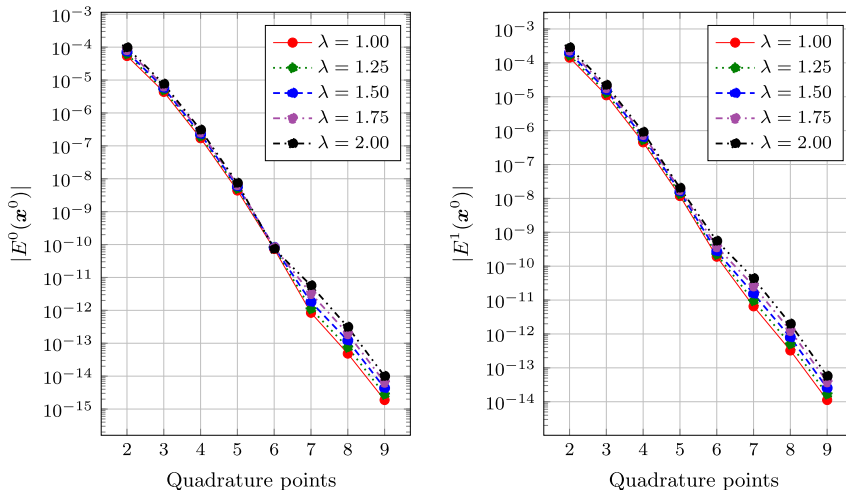 |E⁰(𝒙⁰)|
10⁻³
10⁻⁴
10⁻⁵
10⁻⁶
10⁻⁷
10⁻⁸
10⁻⁹
10⁻¹⁰
10⁻¹¹
10⁻¹²
10⁻¹³
10⁻¹⁴
10⁻¹⁵
λ = 1.00
λ = 1.25
λ = 1.50
λ = 1.75
λ = 2.00
2 3 4 5 6 7 8 9
Quadrature points
|E¹(𝒙⁰)|
10⁻³
10⁻⁴
10⁻⁵
10⁻⁶
10⁻⁷
10⁻⁸
10⁻⁹
10⁻¹⁰
10⁻¹¹
10⁻¹²
10⁻¹³
10⁻¹⁴
λ = 1.00
λ = 1.25
λ = 1.50
λ = 1.75
λ = 2.00
2 3 4 5 6 7 8 9
Quadrature points